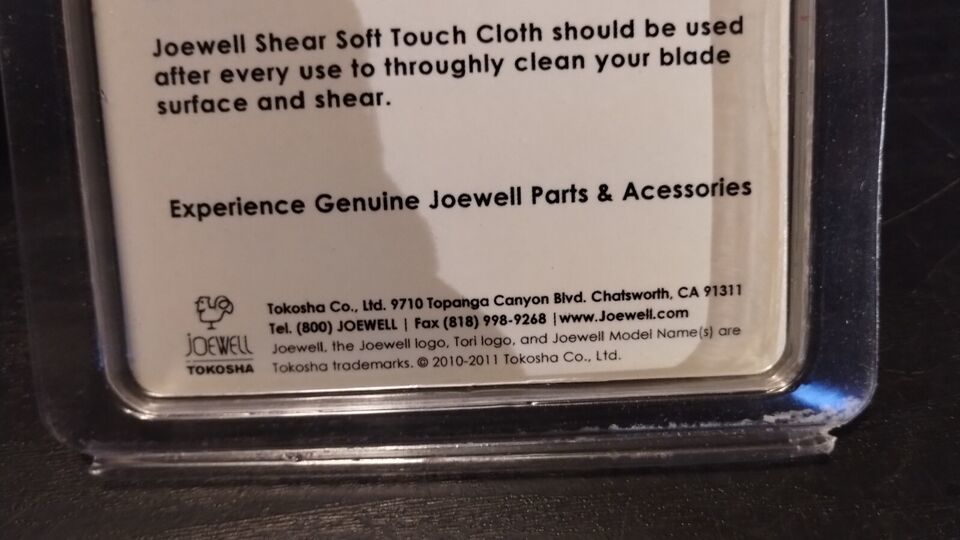 Joewell Shear Soft Touch Cloth should be used
after every use to throughly clean your blade
surface and shear.
Experience Genuine Joewell Parts & Acessories
JOEWELL
TOKOSHA
Tokosha Co., Ltd. 9710 Topanga Canyon Blvd. Chatsworth, CA 91311
Tel. (800) JOEWELL | Fax (818) 998-9268 | www.Joewell.com
Joewell, the Joewell logo, Tori logo, and Joewell Model Name(s) are
Tokosha trademarks. © 2010-2011 Tokosha Co., Ltd.